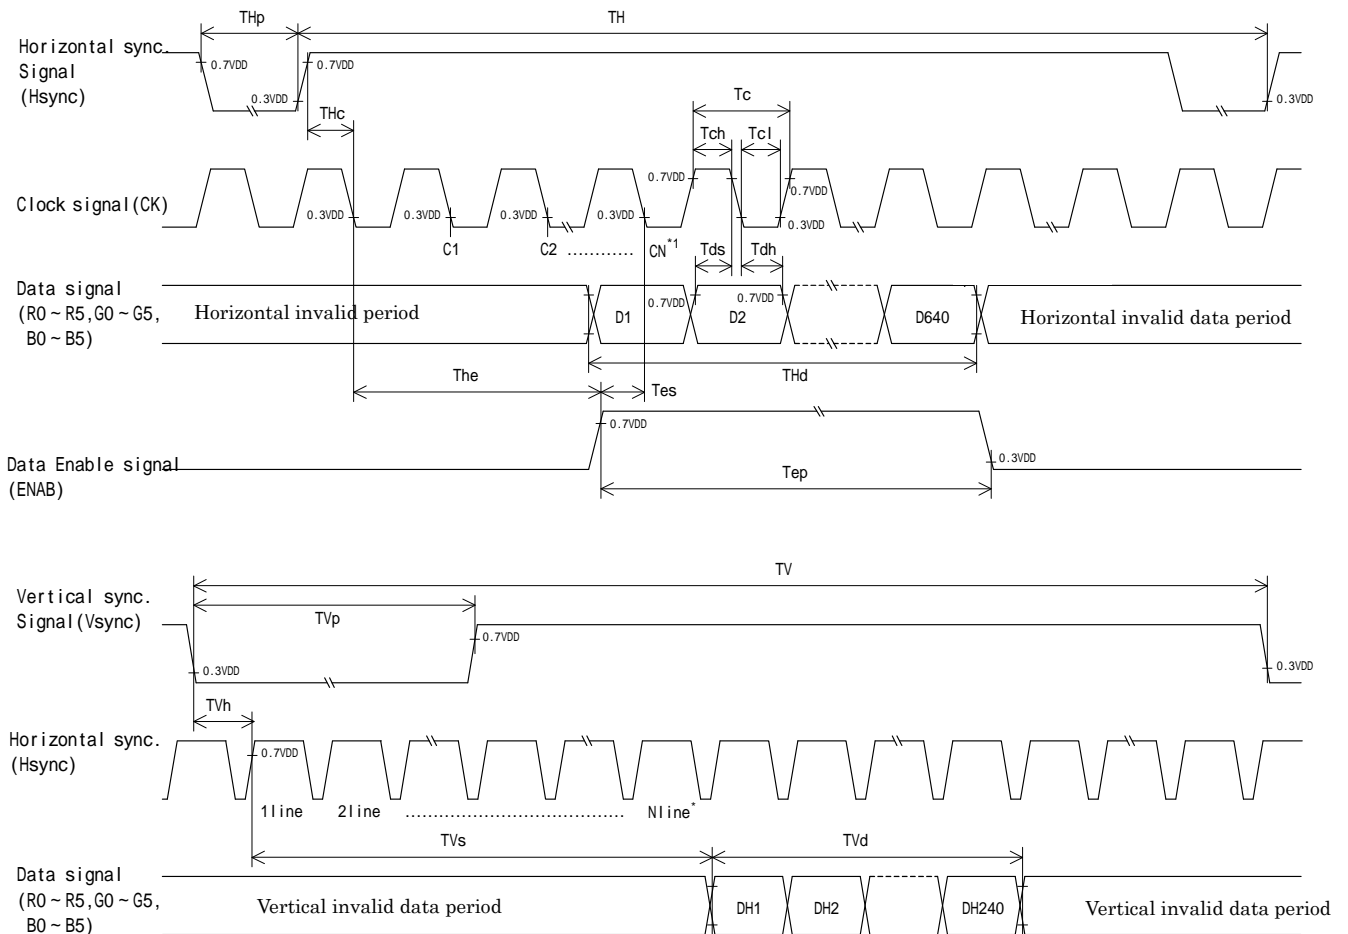 THp
TH
Horizontal sync.
Signal
(Hsync)
0.7VDD
0.7VDD
0.3VDD
0.3VDD
THc
Tc
Tch
Tcl
Clock signal(CK)
0.7VDD
0.7VDD
0.3VDD
0.3VDD
0.3VDD
0.3VDD
0.3VDD
C1
C2 ............
CN*1
Tds
Tdh
Data signal
(R0~R5,G0~G5,
B0~B5)
Horizontal invalid period
D1
0.7VDD
D2
0.7VDD
D640
Horizontal invalid data period
THd
The
Tes
Data Enable signal
(ENAB)
0.7VDD
0.3VDD
Tep
TV
Vertical sync.
Signal(Vsync)
TVp
0.7VDD
0.3VDD
0.3VDD
TVh
Horizontal sync.
(Hsync)
0.7VDD
1line
2line
.......................................
Nline*
TVs
TVd
Data signal
(R0~R5,G0~G5,
B0~B5)
Vertical invalid data period
DH1
DH2
DH240
Vertical invalid data period